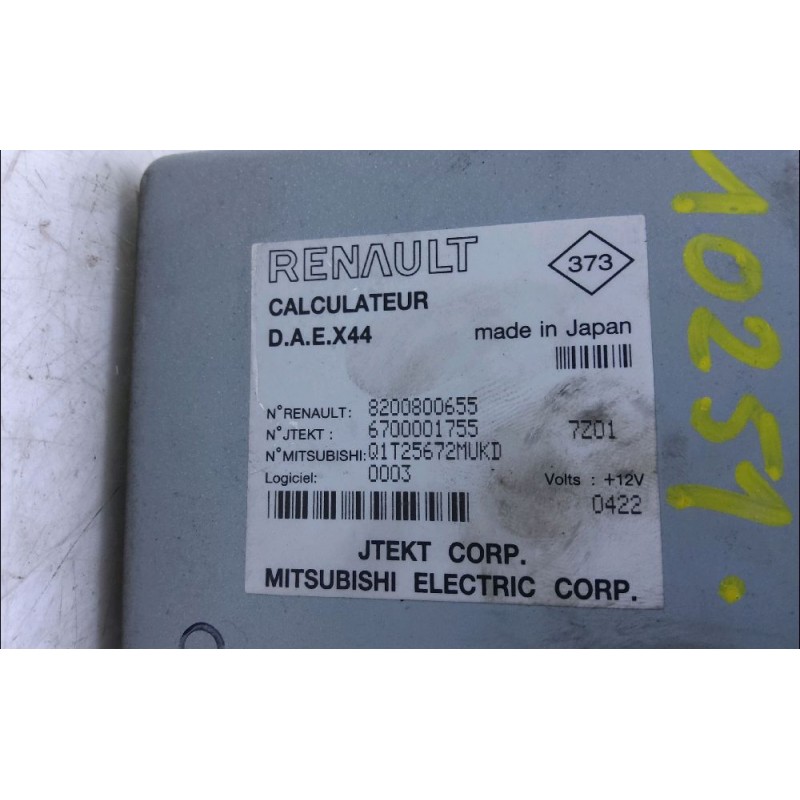 RENAULT
373
CALCULATEUR
D.A.E.X44
made in Japan
N°RENAULT: 8200800655
N°JTEKT : 6700001755 7Z01
N°MITSUBISHI: Q1T25672MUKD
Logiciel: 0003 Volts : +12V
0422
JTEKT CORP.
MITSUBISHI ELECTRIC CORP.
10251.